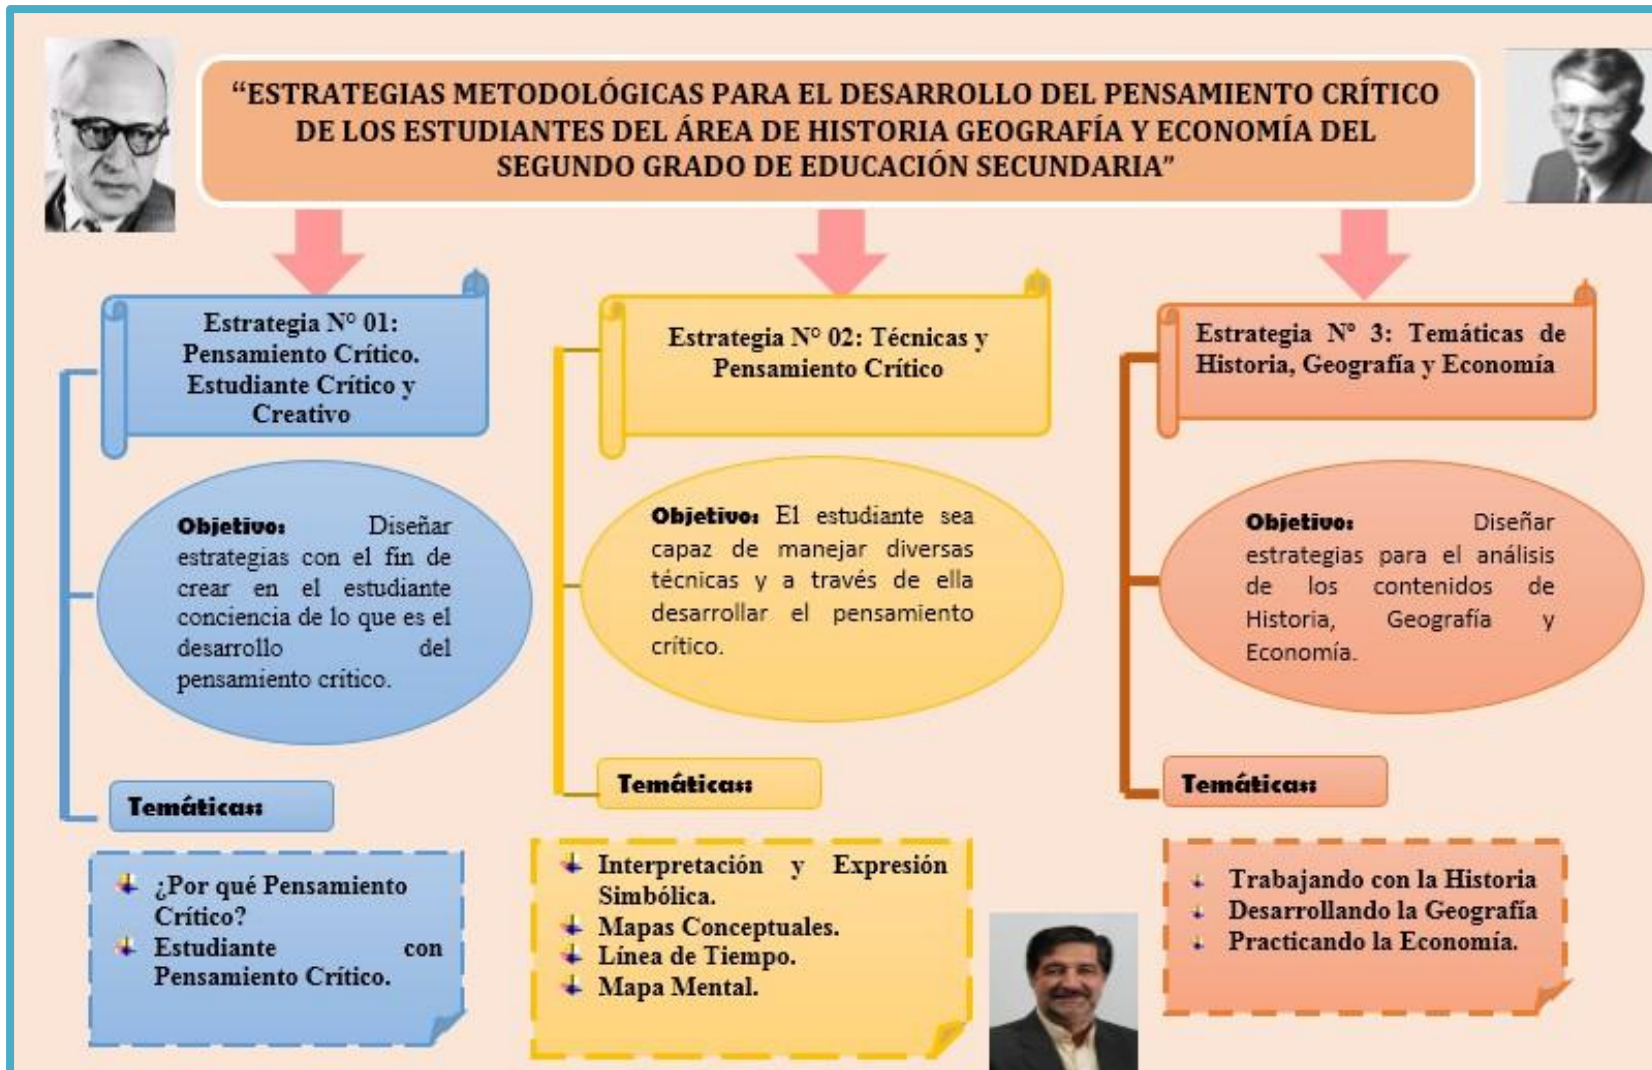 “ESTRATEGIAS METODOLÓGICAS PARA EL DESARROLLO DEL PENSAMIENTO CRÍTICO
DE LOS ESTUDIANTES DEL ÁREA DE HISTORIA GEOGRAFÍA Y ECONOMÍA DEL
SEGUNDO GRADO DE EDUCACIÓN SECUNDARIA”
Estrategia N° 01:
Pensamiento Crítico.
Estudiante Crítico y
Creativo
Objetivo: Diseñar
estrategias con el fin de
crear en el estudiante
conciencia de lo que es el
desarrollo del
pensamiento crítico.
Temáticas:
¿Por qué Pensamiento
Crítico?
Estudiante con
Pensamiento Crítico.
Estrategia N° 02: Técnicas y
Pensamiento Crítico
Objetivo: El estudiante sea
capaz de manejar diversas
técnicas y a través de ella
desarrollar el pensamiento
crítico.
Temáticas:
Interpretación y Expresión
Simbólica.
Mapas Conceptuales.
Línea de Tiempo.
Mapa Mental.
Estrategia N° 3: Temáticas de
Historia, Geografía y Economía
Objetivo: Diseñar
estrategias para el análisis
de los contenidos de
Historia, Geografía y
Economía.
Temáticas:
Trabajando con la Historia
Desarrollando la Geografía
Practicando la Economía.